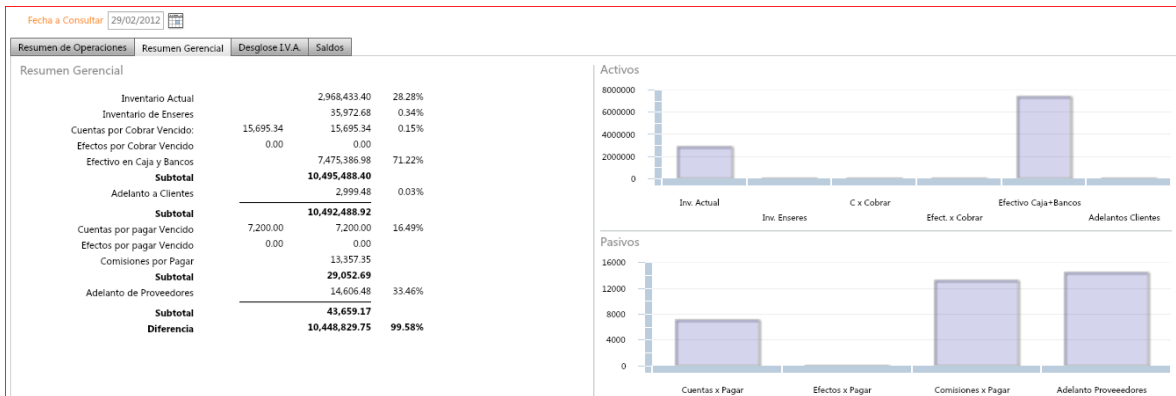 Fecha a Consultar 29/02/2012
Resumen de Operaciones Resumen Gerencial Desglose I.V.A. Saldos
Resumen Gerencial
Inventario Actual 2,968,433.40 28.28%
Inventario de Enseres 35,972.68 0.34%
Cuentas por Cobrar Vencido: 15,695.34 15,695.34 0.15%
Efectos por Cobrar Vencido 0.00 0.00
Efectivo en Caja y Bancos 7,475,386.98 71.22%
Subtotal 10,495,488.40
Adelanto a Clientes 2,999.48 0.03%
Subtotal 10,492,488.92
Cuentas por pagar Vencido 7,200.00 7,200.00 16.49%
Efectos por pagar Vencido 0.00 0.00
Comisiones por Pagar 13,357.35
Subtotal 29,052.69
Adelanto de Proveedores 14,606.48 33.46%
Subtotal 43,659.17
Diferencia 10,448,829.75 99.58%
Activos
8000000
6000000
4000000
2000000
0
Inv. Actual C x Cobrar Efectivo Caja+Bancos
Inv. Enseres Efect. x Cobrar Adelantos Clientes
Pasivos
16000
12000
8000
4000
0
Cuentas x Pagar Efectos x Pagar Comisiones x Pagar Adelanto Proveeedores